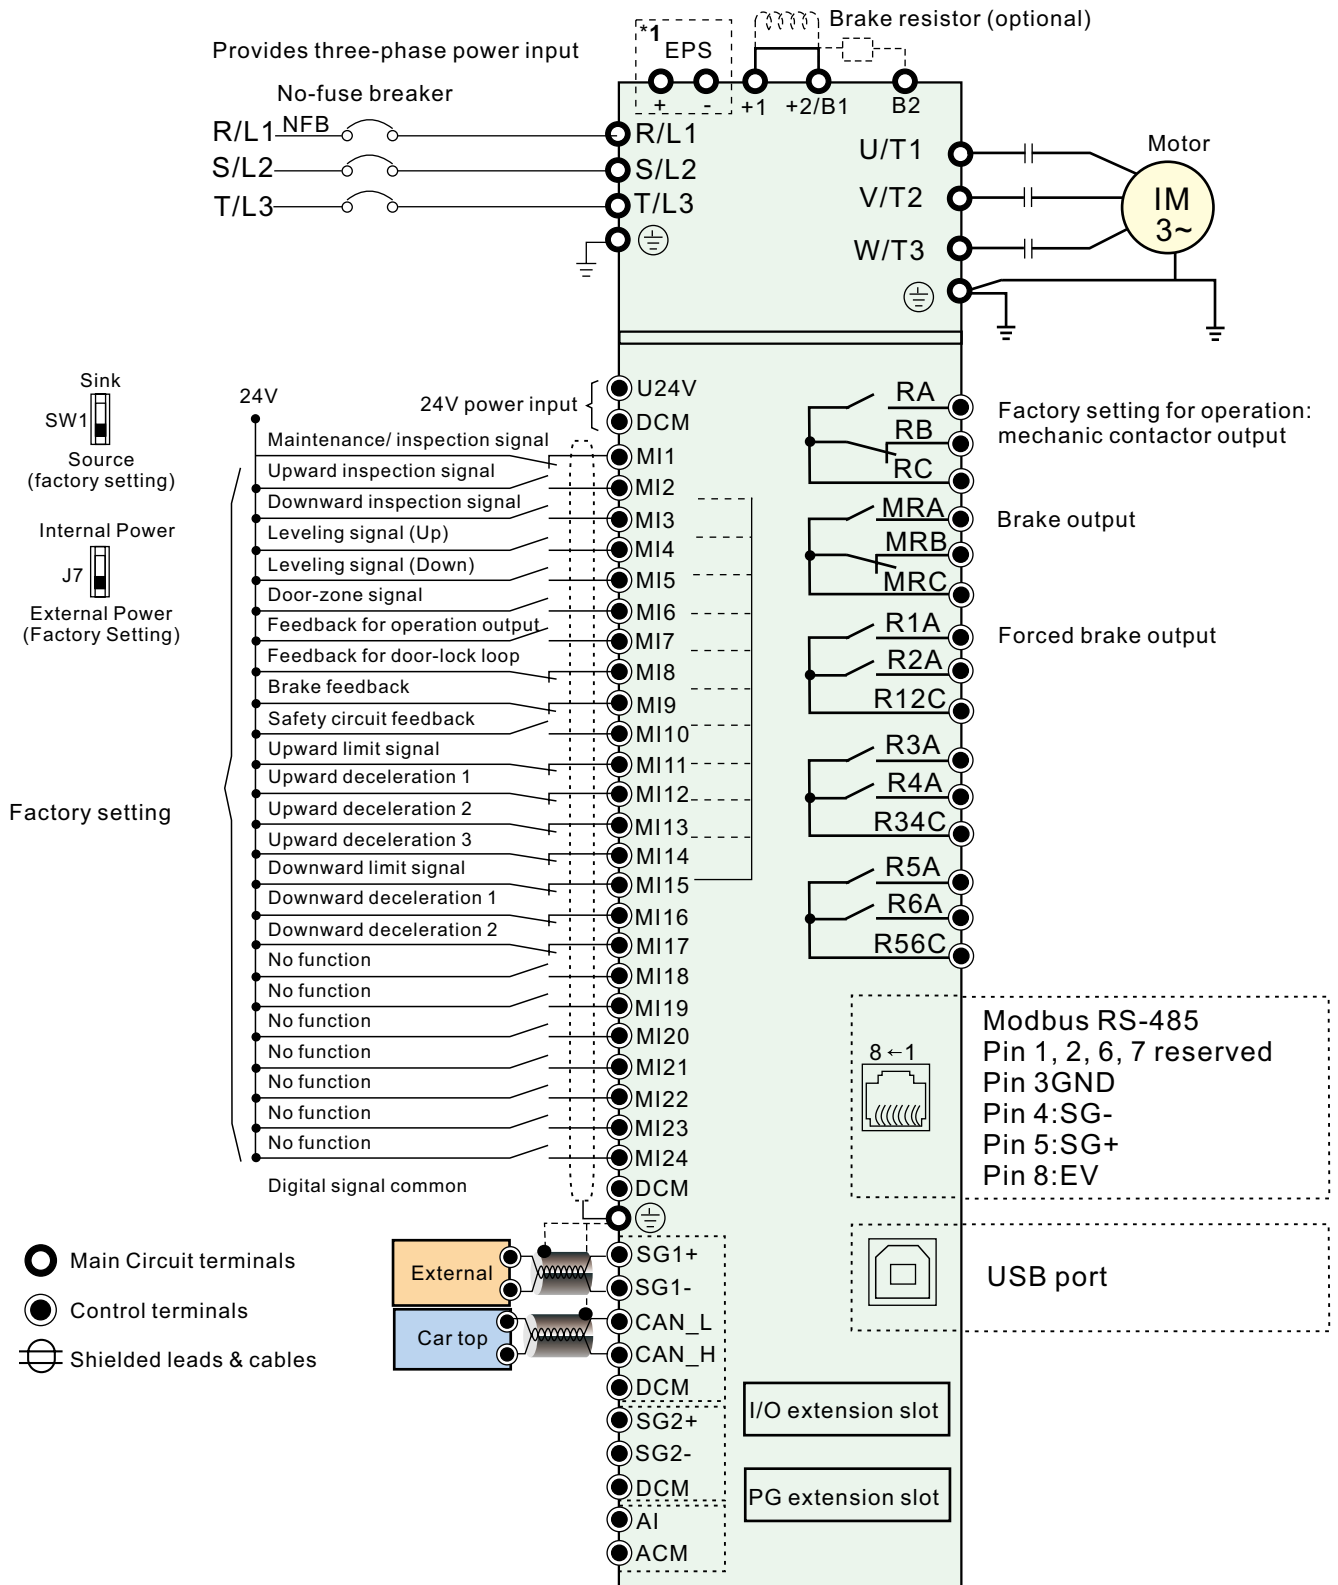 *1
EPS
Brake resistor (optional)
Provides three-phase power input
+
-
+1
+2/B1
B2
No-fuse breaker
R/L1
NFB
R/L1
S/L2
S/L2
T/L3
T/L3
U/T1
V/T2
W/T3
Motor
IM
3~
Sink
SW1
Source
(factory setting)
Internal Power
J7
External Power
(Factory Setting)
Factory setting
24V
24V power input
U24V
DCM
Maintenance/ inspection signal
MI1
Upward inspection signal
MI2
Downward inspection signal
MI3
Leveling signal (Up)
MI4
Leveling signal (Down)
MI5
Door-zone signal
MI6
Feedback for operation output
MI7
Feedback for door-lock loop
MI8
Brake feedback
MI9
Safety circuit feedback
MI10
Upward limit signal
MI11
Upward deceleration 1
MI12
Upward deceleration 2
MI13
Upward deceleration 3
MI14
Downward limit signal
MI15
Downward deceleration 1
MI16
Downward deceleration 2
MI17
No function
MI18
No function
MI19
No function
MI20
No function
MI21
No function
MI22
No function
MI23
No function
MI24
Digital signal common
DCM
RA
RB
RC
Factory setting for operation:
mechanic contactor output
MRA
MRB
MRC
Brake output
R1A
R2A
R12C
Forced brake output
R3A
R4A
R34C
R5A
R6A
R56C
8←1
Modbus RS-485
Pin 1, 2, 6, 7 reserved
Pin 3GND
Pin 4:SG-
Pin 5:SG+
Pin 8:EV
USB port
Main Circuit terminals
Control terminals
Shielded leads & cables
External
Car top
SG1+
SG1-
CAN_L
CAN_H
DCM
SG2+
SG2-
DCM
AI
ACM
I/O extension slot
PG extension slot